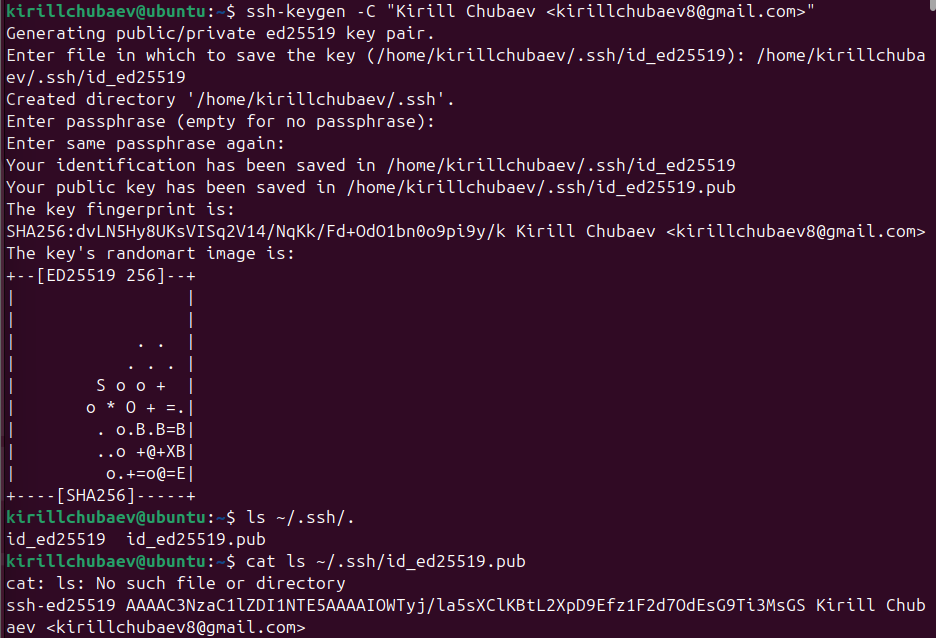 kirillchubaev@ubuntu:~$ ssh-keygen -C "Kirill Chubaev <kirillchubaev8@gmail.com>"
Generating public/private ed25519 key pair.
Enter file in which to save the key (/home/kirillchubaev/.ssh/id_ed25519): /home/kirillchuba
ev/.ssh/id_ed25519
Created directory '/home/kirillchubaev/.ssh'.
Enter passphrase (empty for no passphrase):
Enter same passphrase again:
Your identification has been saved in /home/kirillchubaev/.ssh/id_ed25519
Your public key has been saved in /home/kirillchubaev/.ssh/id_ed25519.pub
The key fingerprint is:
SHA256:dvLN5Hy8UKsVISq2V14/NqKk/Fd+OdO1bn0o9pi9y/k Kirill Chubaev <kirillchubaev8@gmail.com>
The key's randomart image is:
+--[ED25519 256]--+
|                 |
|                 |
|            . .  |
|           . . . |
|        S o o +  |
|       o * O + =.|
|        . o.B.B=B|
|        ..o +@+XB|
|         o.+=o@=E|
+----[SHA256]-----+
kirillchubaev@ubuntu:~$ ls ~/.ssh/.
id_ed25519  id_ed25519.pub
kirillchubaev@ubuntu:~$ cat ls ~/.ssh/id_ed25519.pub
cat: ls: No such file or directory
ssh-ed25519 AAAAC3NzaC1lZDI1NTE5AAAAIOWTyj/la5sXClKBtL2XpD9Efz1F2d7OdEsG9Ti3MsGS Kirill Chub
aev <kirillchubaev8@gmail.com>